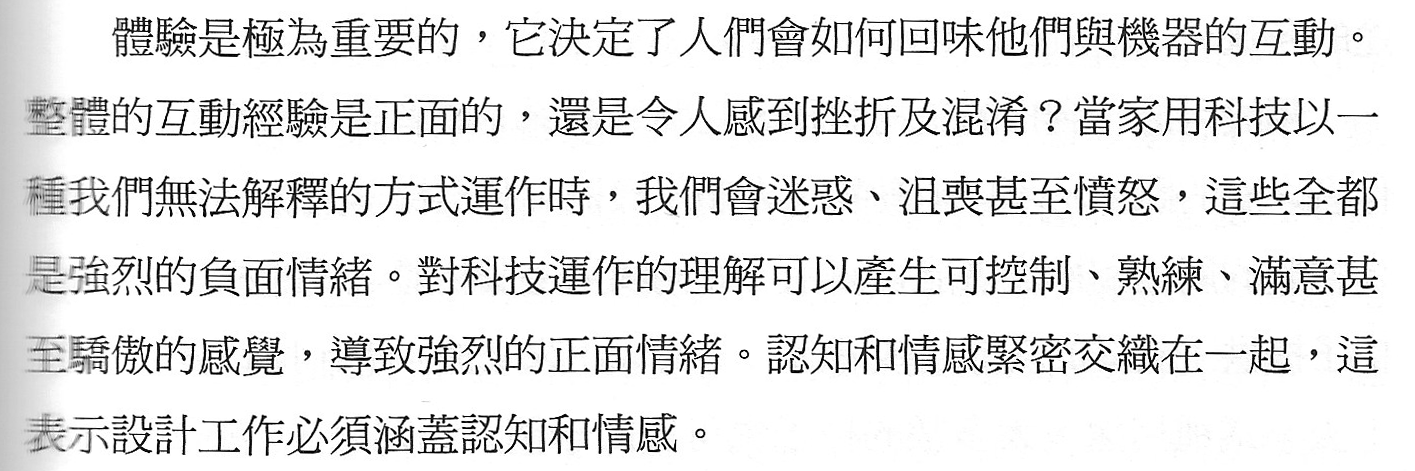 體驗是極為重要的，它決定了人們會如何回味他們與機器的互動。
整體的互動經驗是正面的，還是令人感到挫折及混淆？當家用科技以一
種我們無法解釋的方式運作時，我們會迷惑、沮喪甚至憤怒，這些全都
是強烈的負面情緒。對科技運作的理解可以產生可控制、熟練、滿意甚
至驕傲的感覺，導致強烈的正面情緒。認知和情感緊密交織在一起，這
表示設計工作必須涵蓋認知和情感。